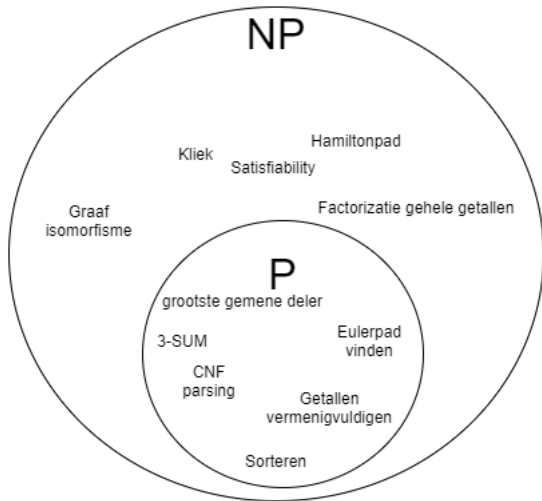 NP
Hamiltonpad
Kliek
Satisfiability
Graaf
isomorfisme
Factorizatie gehele getallen
P
grootste gemene deler
3-SUM
Eulerpad
vinden
CNF
parsing
Getallen
vermenigvuldigen
Sorteren